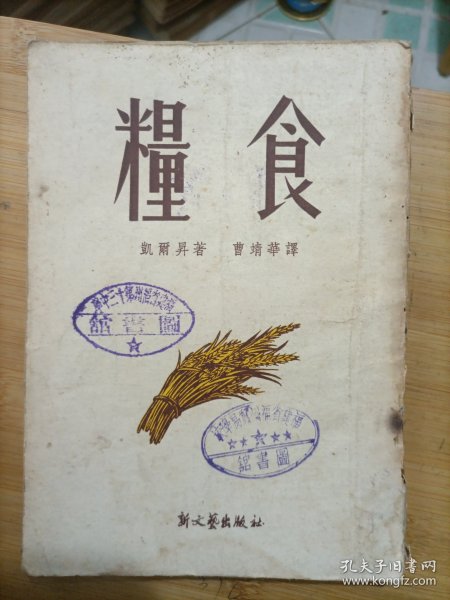 糧食
凱爾昇著 曹靖華譯
圖書館
圖書館
新文藝出版社
孔夫子旧书网
www.kongfz.com